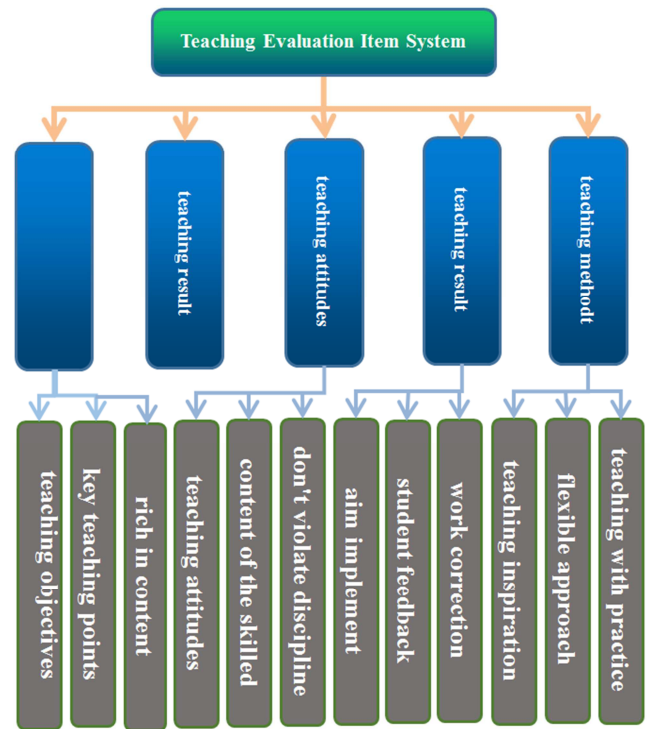 Teaching Evaluation Item System
teaching result
teaching attitudes
teaching result
teaching methodt
teaching objectives
key teaching points
rich in content
teaching attitudes
content of the skilled
don't violate discipline
aim implement
student feedback
work correction
teaching inspiration
flexible approach
teaching with practice